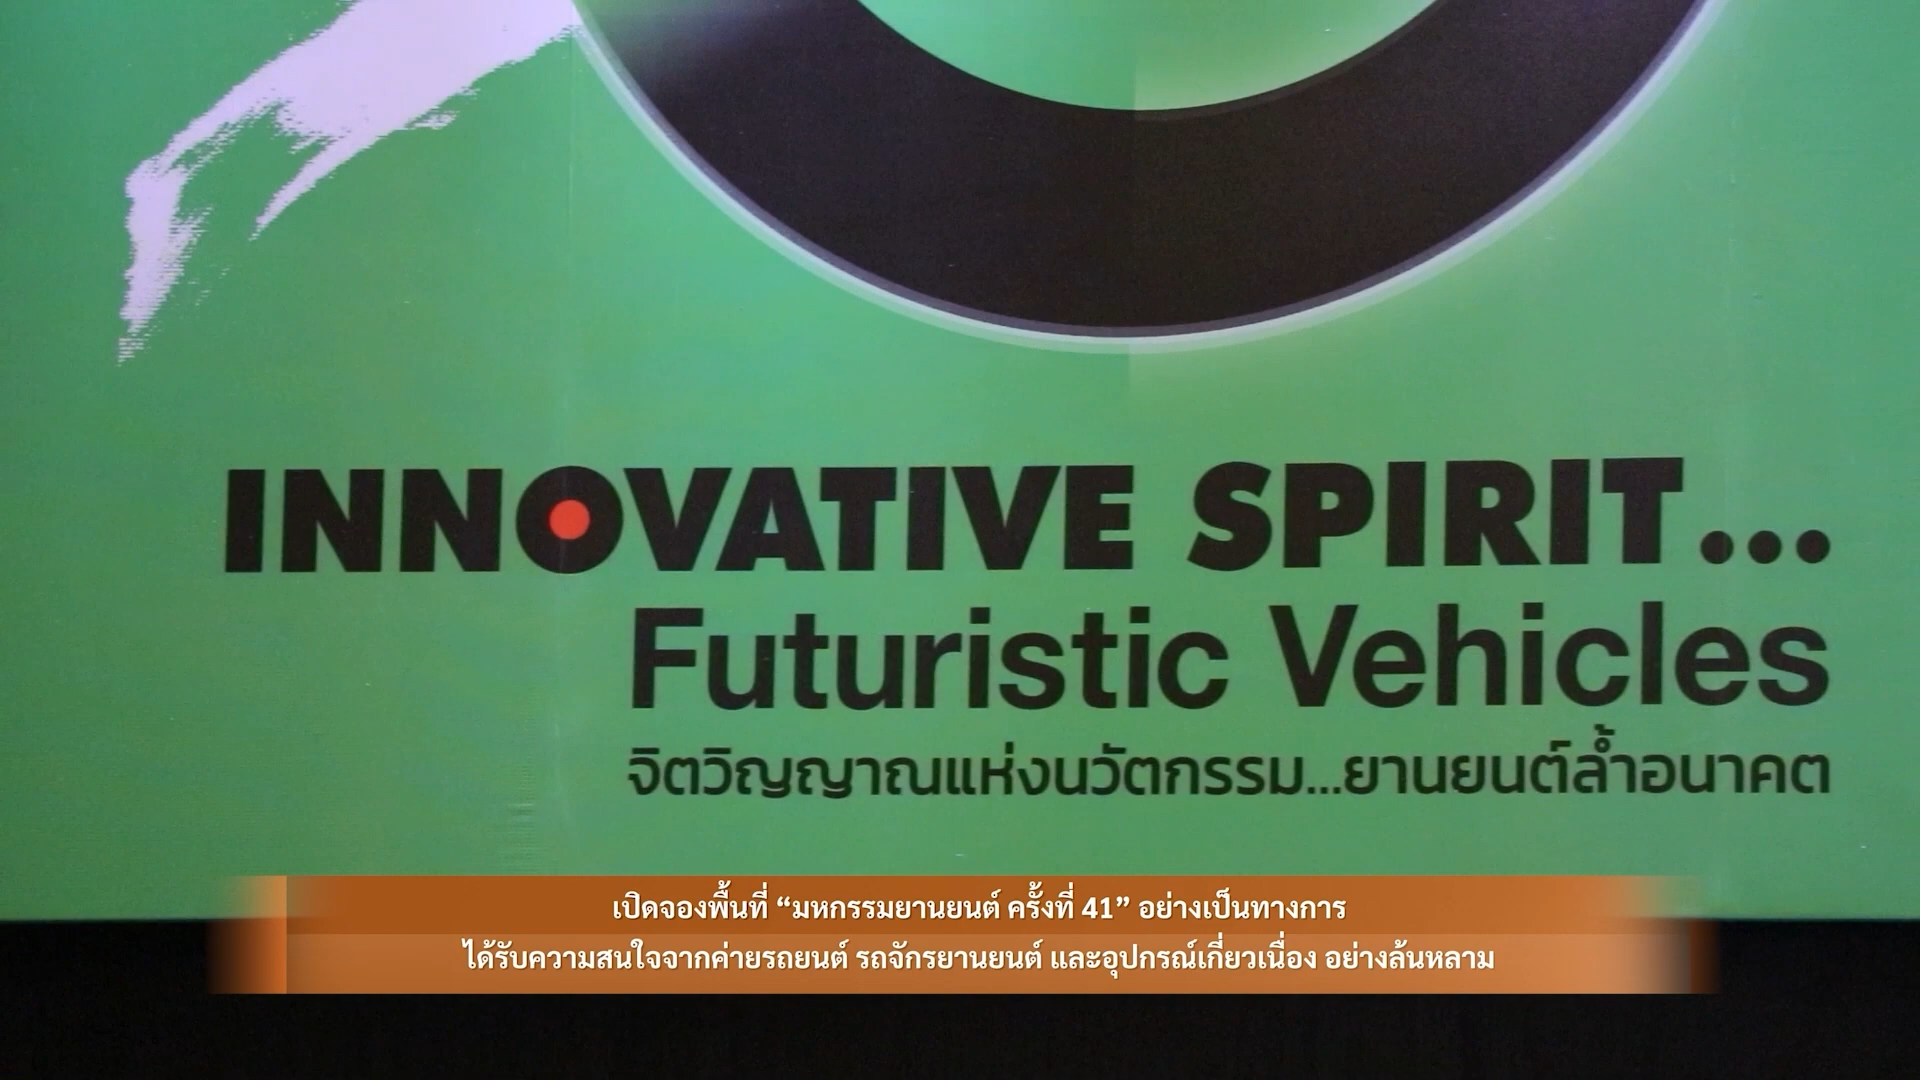 INNOVATIVE SPIRIT...
Futuristic Vehicles
จิตวิญญาณแห่งนวัตกรรม...ยานยนต์ล้ำอนาคต
เปิดจองพื้นที่ “มหกรรมยานยนต์ ครั้งที่ 41” อย่างเป็นทางการ
ได้รับความสนใจจากค่ายรถยนต์ รถจักรยานยนต์ และอุปกรณ์เกี่ยวเนื่อง อย่างล้นหลาม